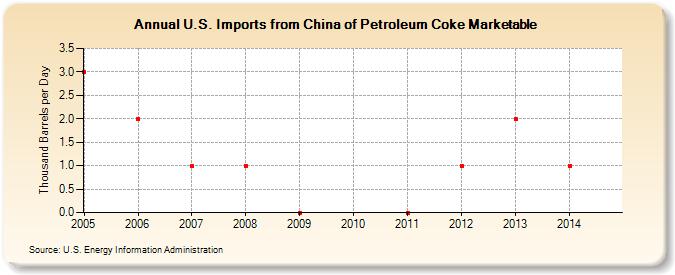 Annual U.S. Imports from China of Petroleum Coke Marketable
Thousand Barrels per Day
3.5
3.0
2.5
2.0
1.5
1.0
0.5
0.0
2005 2006 2007 2008 2009 2010 2011 2012 2013 2014
Source: U.S. Energy Information Administration